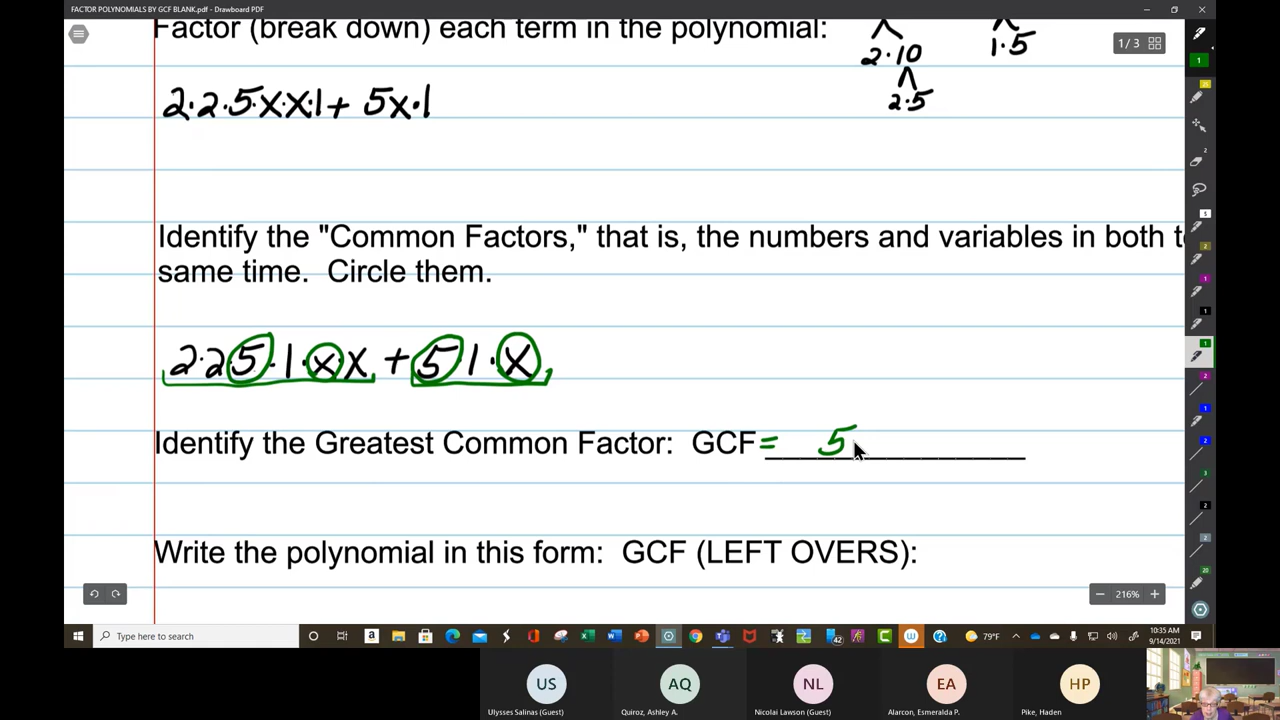 FACTOR POLYNOMIALS BY GCF BLANK.pdf - Drawboard PDF
Factor (break down) each term in the polynomial:
2·10
1·5
2·5
1/3
2·2·5·x·x·1 + 5x·1
Identify the "Common Factors," that is, the numbers and variables in both
same time. Circle them.
2·2 5·1·x·x + 5 1·x
Identify the Greatest Common Factor: GCF = 5
Write the polynomial in this form: GCF (LEFT OVERS):
216%
Type here to search
79°F
10:35 AM
9/14/2021
US
AQ
NL
EA
HP
Ulysses Salinas (Guest)
Quiroz, Ashley A.
Nicolai Lawson (Guest)
Alarcon, Esmeralda P.
Pike, Haden